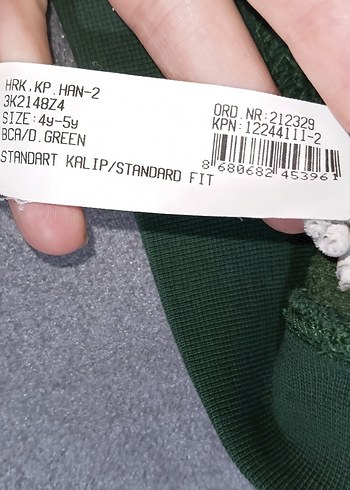 HRK.KP.HAN-2
3K2148Z4
SIZE:4y-5y
BCA/D.GREEN
STANDART KALIP/STANDARD FIT
ORD.NR:212329
KPN:12244111-2
8 680682 453961